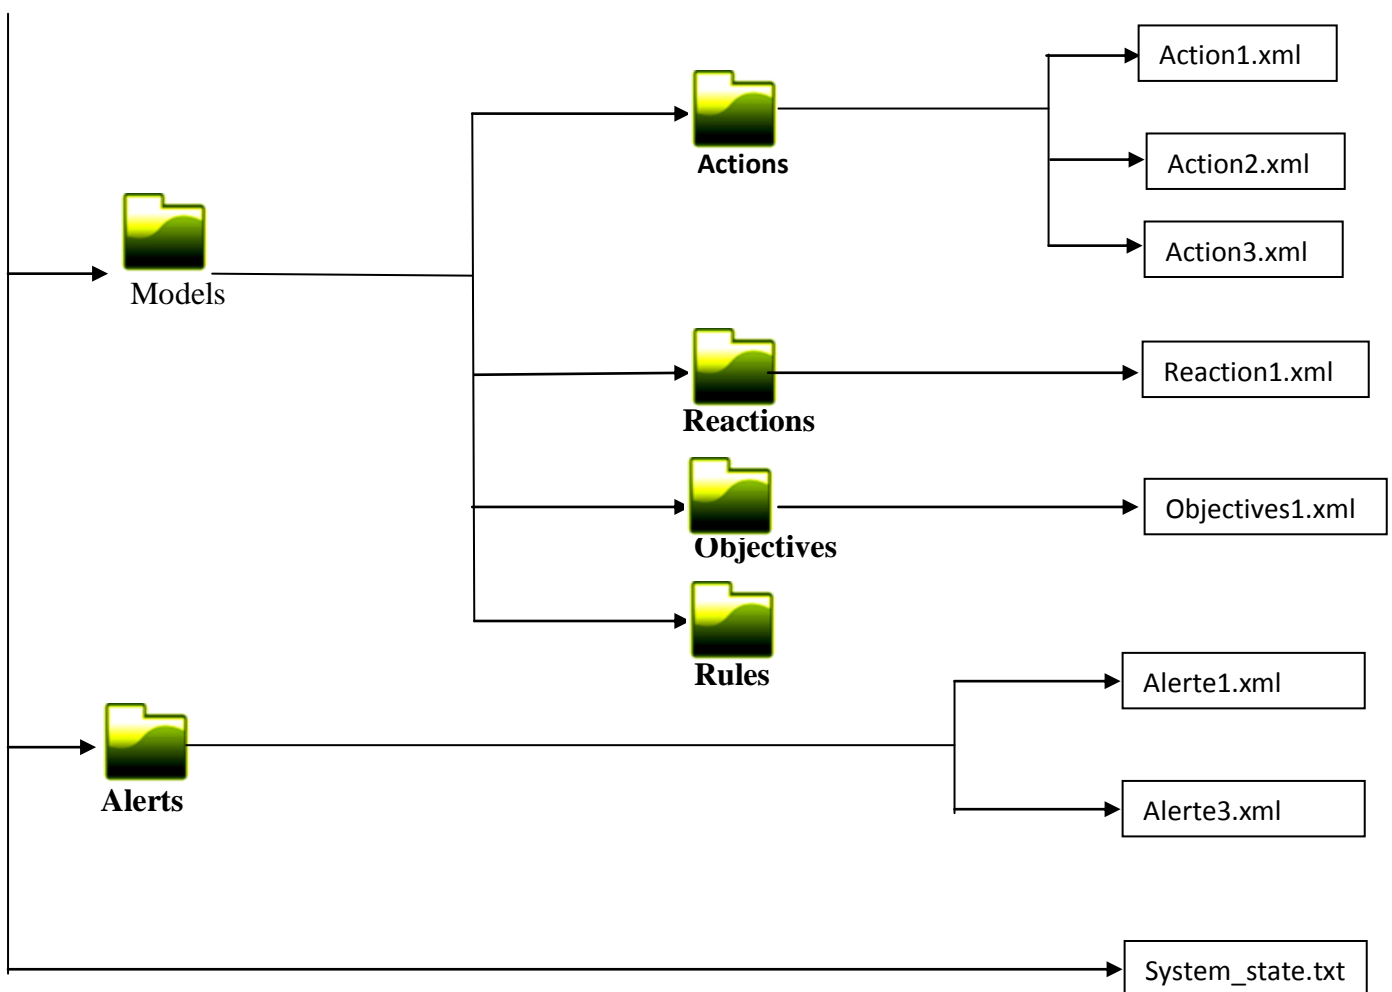 Action1.xml
Actions
Action2.xml
Action3.xml
Models
Reaction1.xml
Reactions
Objectives1.xml
Objectives
Rules
Alerte1.xml
Alerts
Alerte3.xml
System_state.txt